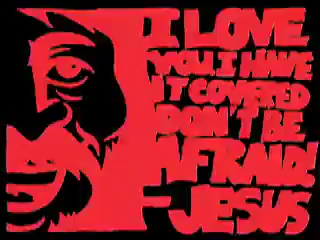 I LOVE
YOU. I HAVE
IT COVERED
DON'T BE
AFRAID!
-JESUS